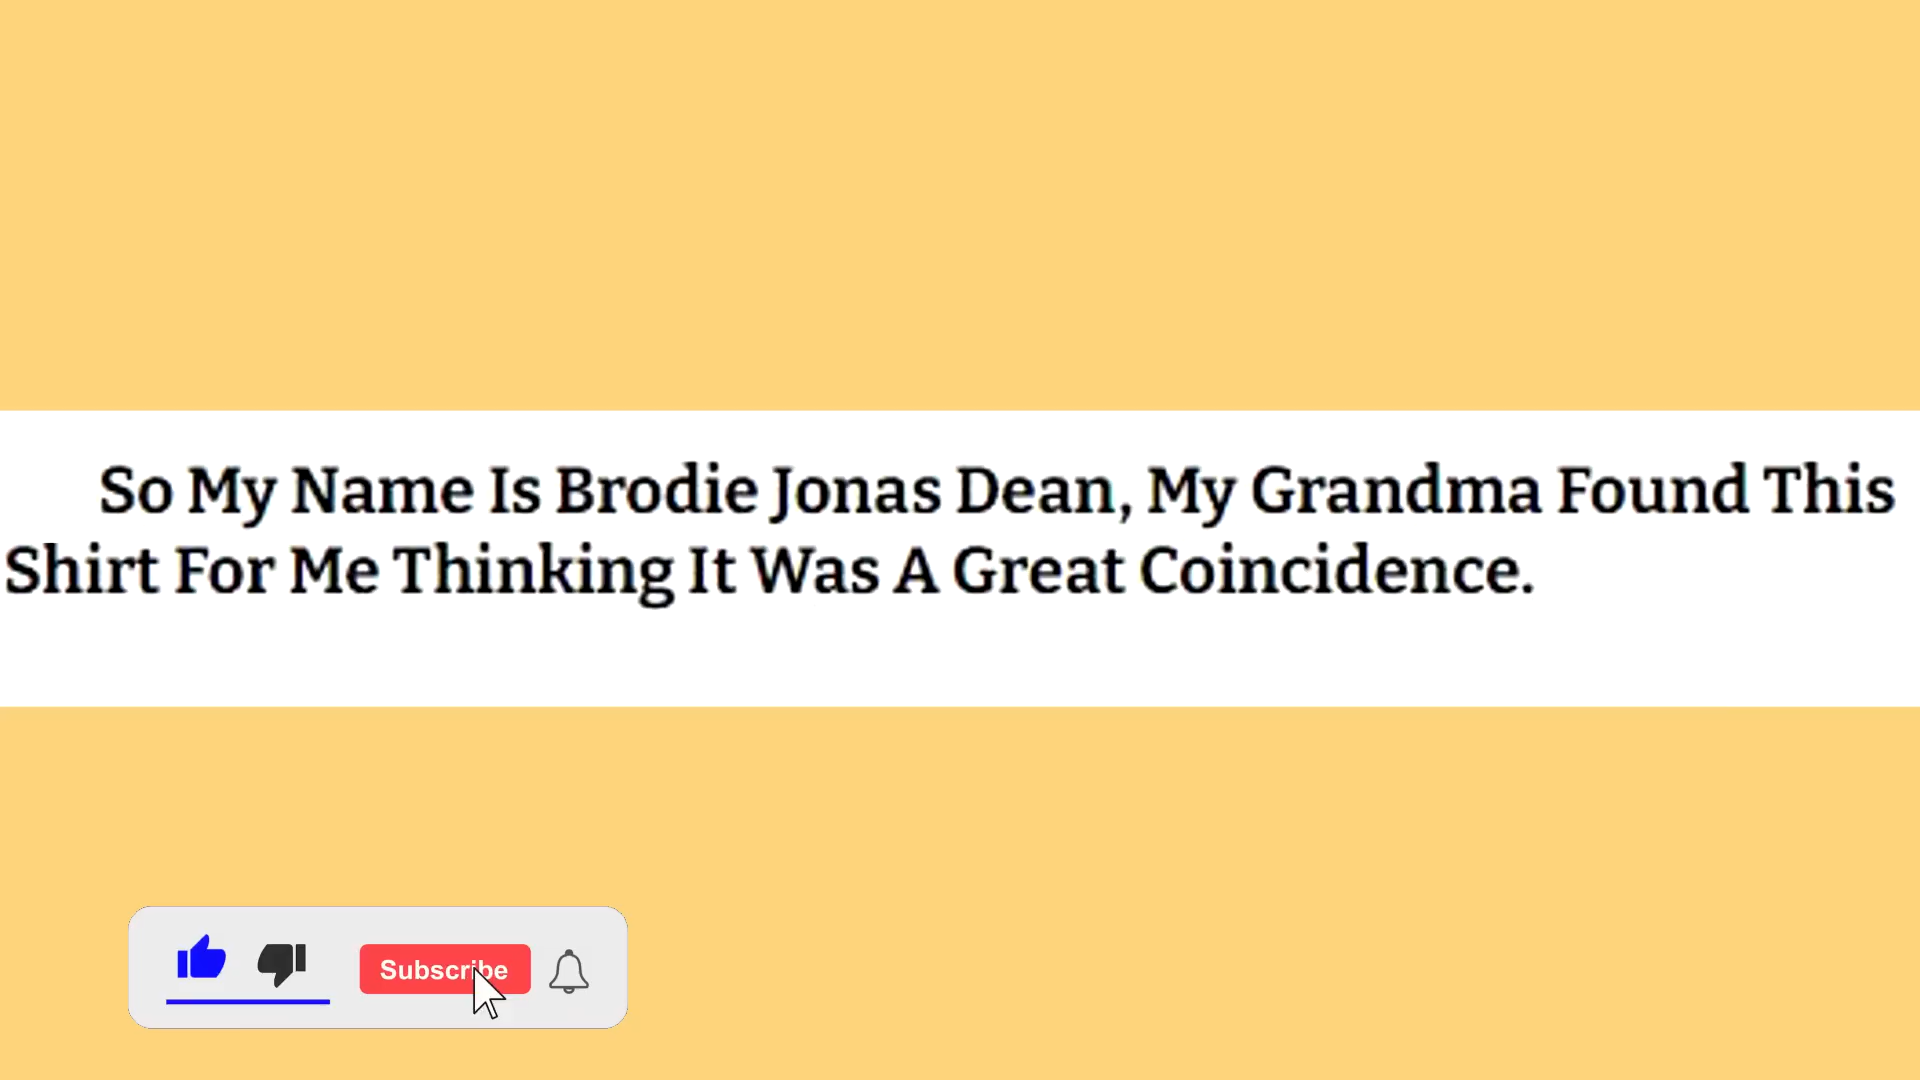 So My Name Is Brodie Jonas Dean, My Grandma Found This
Shirt For Me Thinking It Was A Great Coincidence.
Subscribe